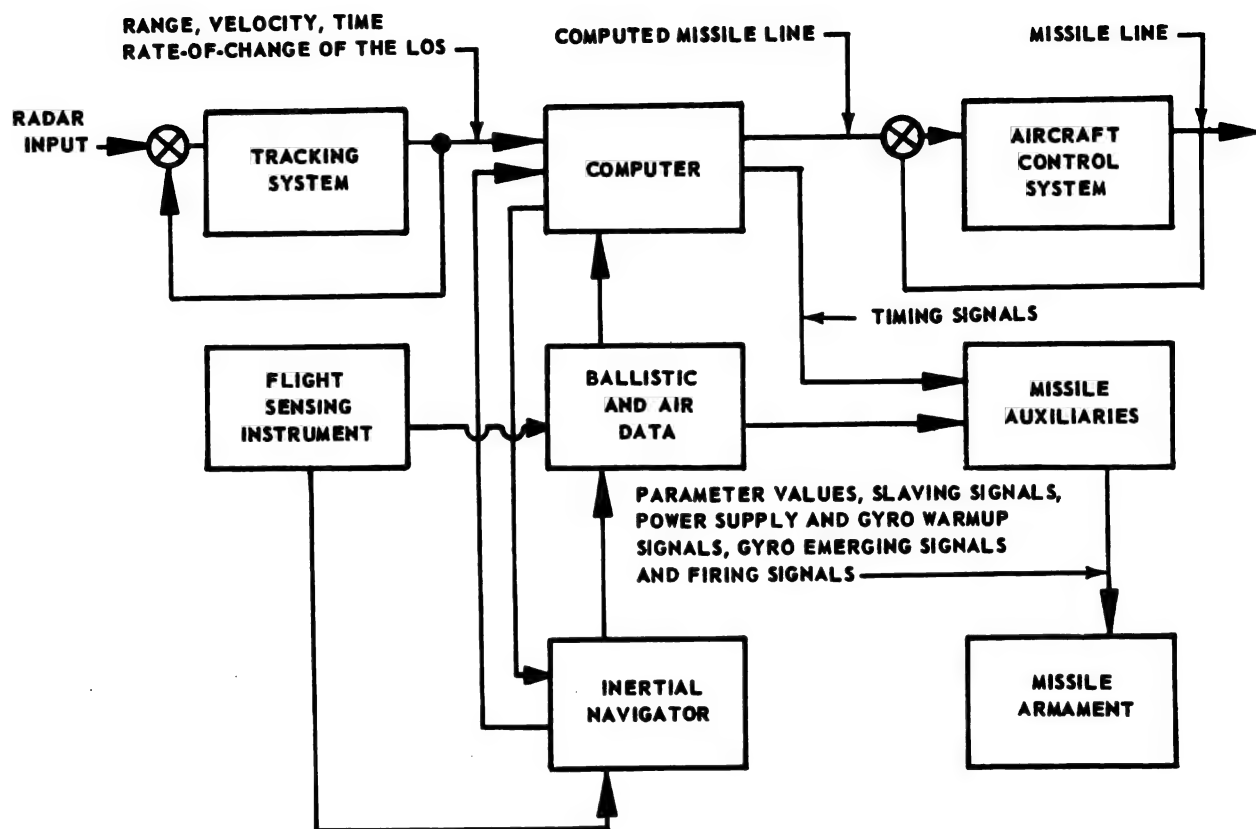 RANGE, VELOCITY, TIME
RATE-OF-CHANGE OF THE LOS
COMPUTED MISSILE LINE
MISSILE LINE
RADAR
INPUT
TRACKING
SYSTEM
COMPUTER
AIRCRAFT
CONTROL
SYSTEM
TIMING SIGNALS
FLIGHT
SENSING
INSTRUMENT
BALLISTIC
AND AIR
DATA
MISSILE
AUXILIARIES
PARAMETER VALUES, SLAVING SIGNALS,
POWER SUPPLY AND GYRO WARMUP
SIGNALS, GYRO EMERGING SIGNALS
AND FIRING SIGNALS
INERTIAL
NAVIGATOR
MISSILE
ARMAMENT